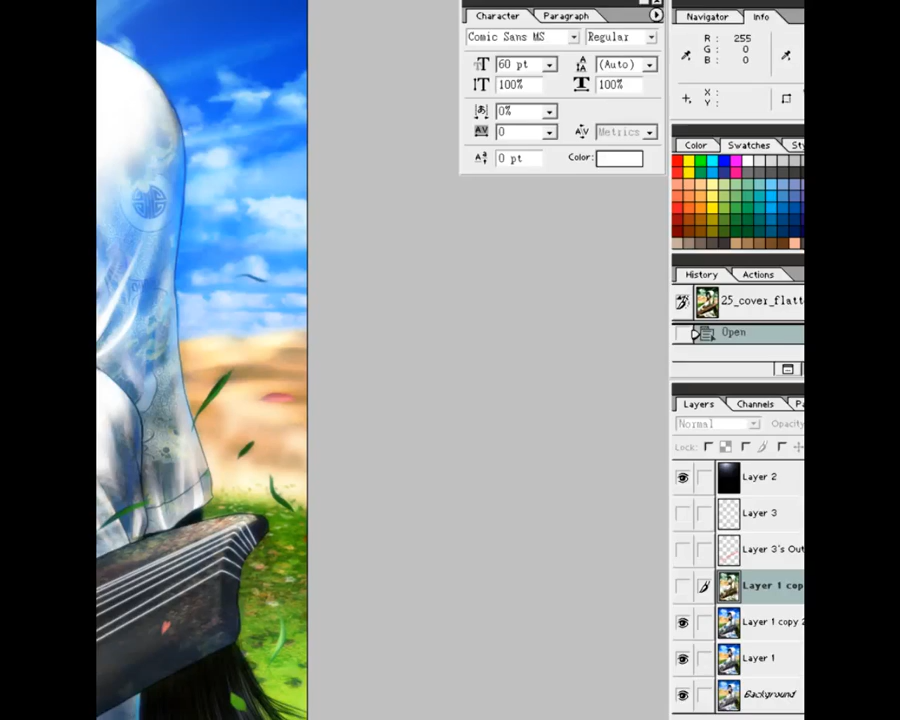 Character Paragraph
Comic Sans MS Regular
60 pt (Auto)
100% 100%
0%
0 Metrics
0 pt Color:
Navigator Info
R: 255
G: 0
B: 0
X:
Y:
Color Swatches Sty
History Actions
25_cover_flatt
Open
Layers Channels Pa
Normal Opacity
Lock:
Layer 2
Layer 3
Layer 3's Out
Layer 1 cop
Layer 1 copy 2
Layer 1
Background